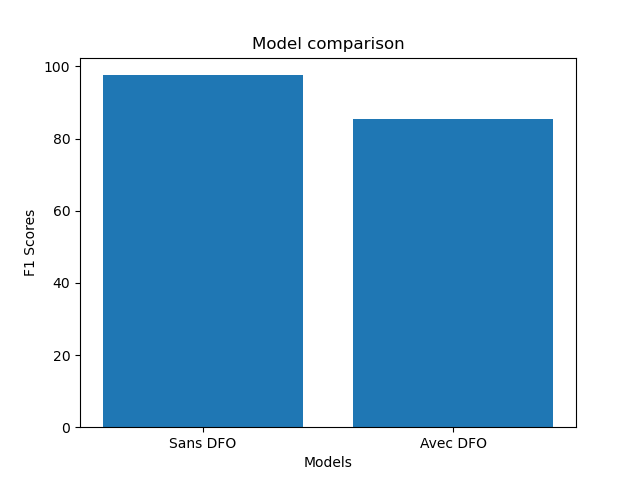 Model comparison
F1 Scores
100
80
60
40
20
0
Sans DFO
Avec DFO
Models